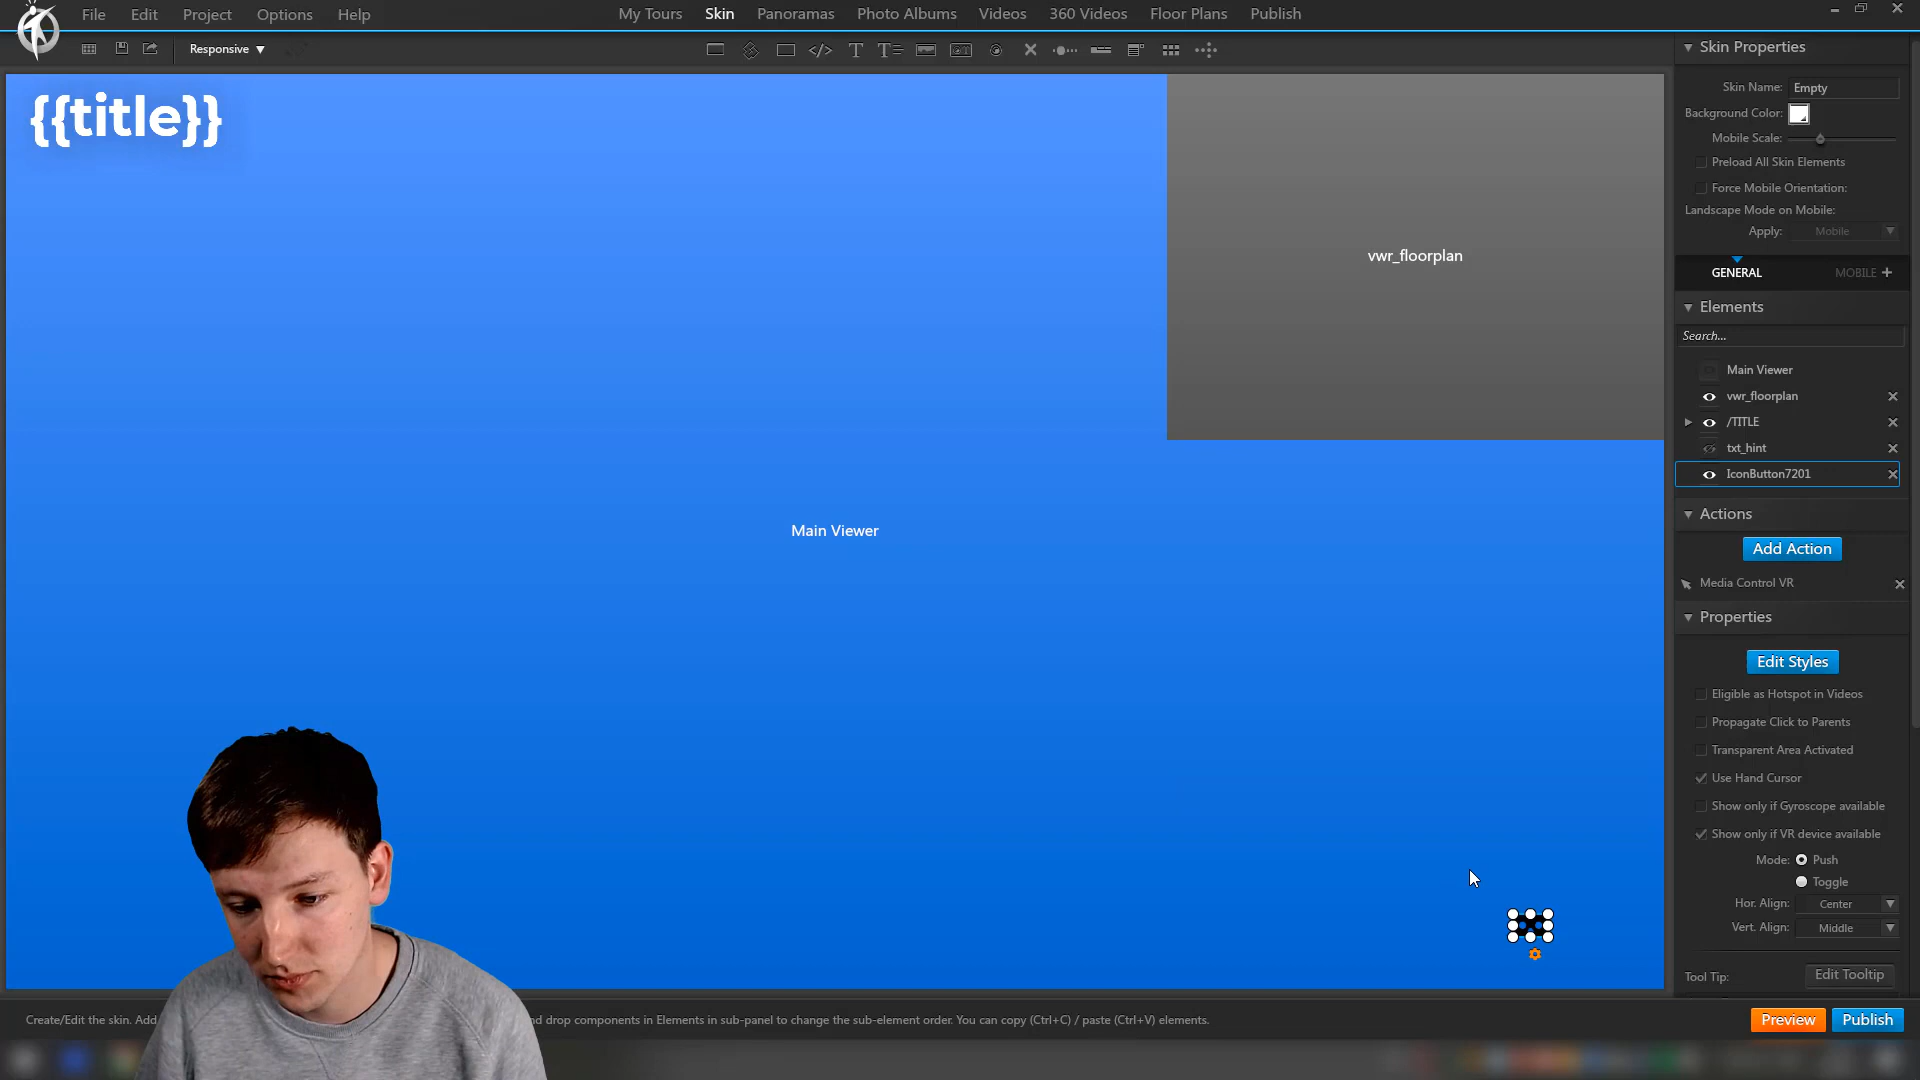 File Edit Project Options Help
My Tours Skin Panoramas Photo Albums Videos 360 Videos Floor Plans Publish
Responsive
{{title}}
vwr_floorplan
Main Viewer
Skin Properties
Skin Name: Empty
Background Color:
Mobile Scale:
Preload All Skin Elements
Force Mobile Orientation:
Landscape Mode on Mobile:
Apply: Mobile
GENERAL MOBILE +
Elements
Search...
Main Viewer
vwr_floorplan
/TITLE
txt_hint
IconButton7201
Actions
Add Action
Media Control VR
Properties
Edit Styles
Eligible as Hotspot in Videos
Propagate Click to Parents
Transparent Area Activated
Use Hand Cursor
Show only if Gyroscope available
Show only if VR device available
Mode: Push
Toggle
Hor. Align: Center
Vert. Align: Middle
Tool Tip: Edit Tooltip
Create/Edit the skin. Add
nd drop components in Elements in sub-panel to change the sub-element order. You can copy (Ctrl+C) / paste (Ctrl+V) elements.
Preview Publish